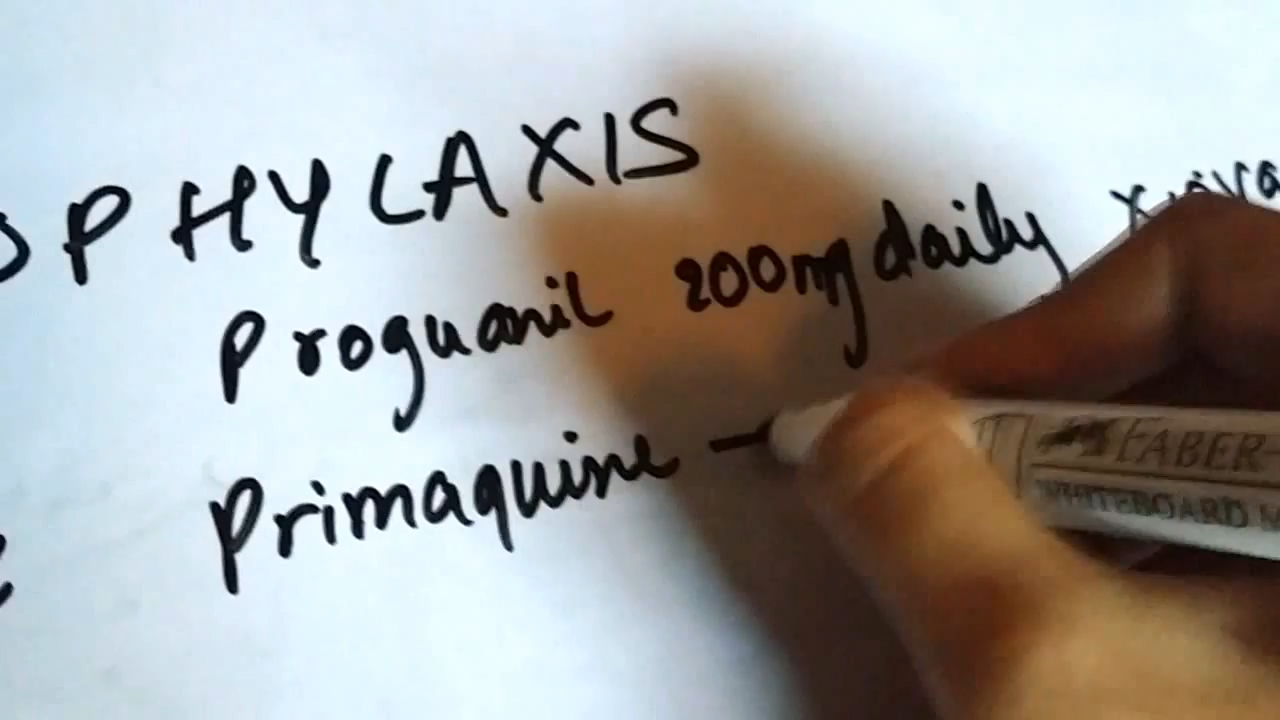 PHYLAXIS
Proguanil 200mg daily
Primaquine —
FABER-
WHITEBOARD M